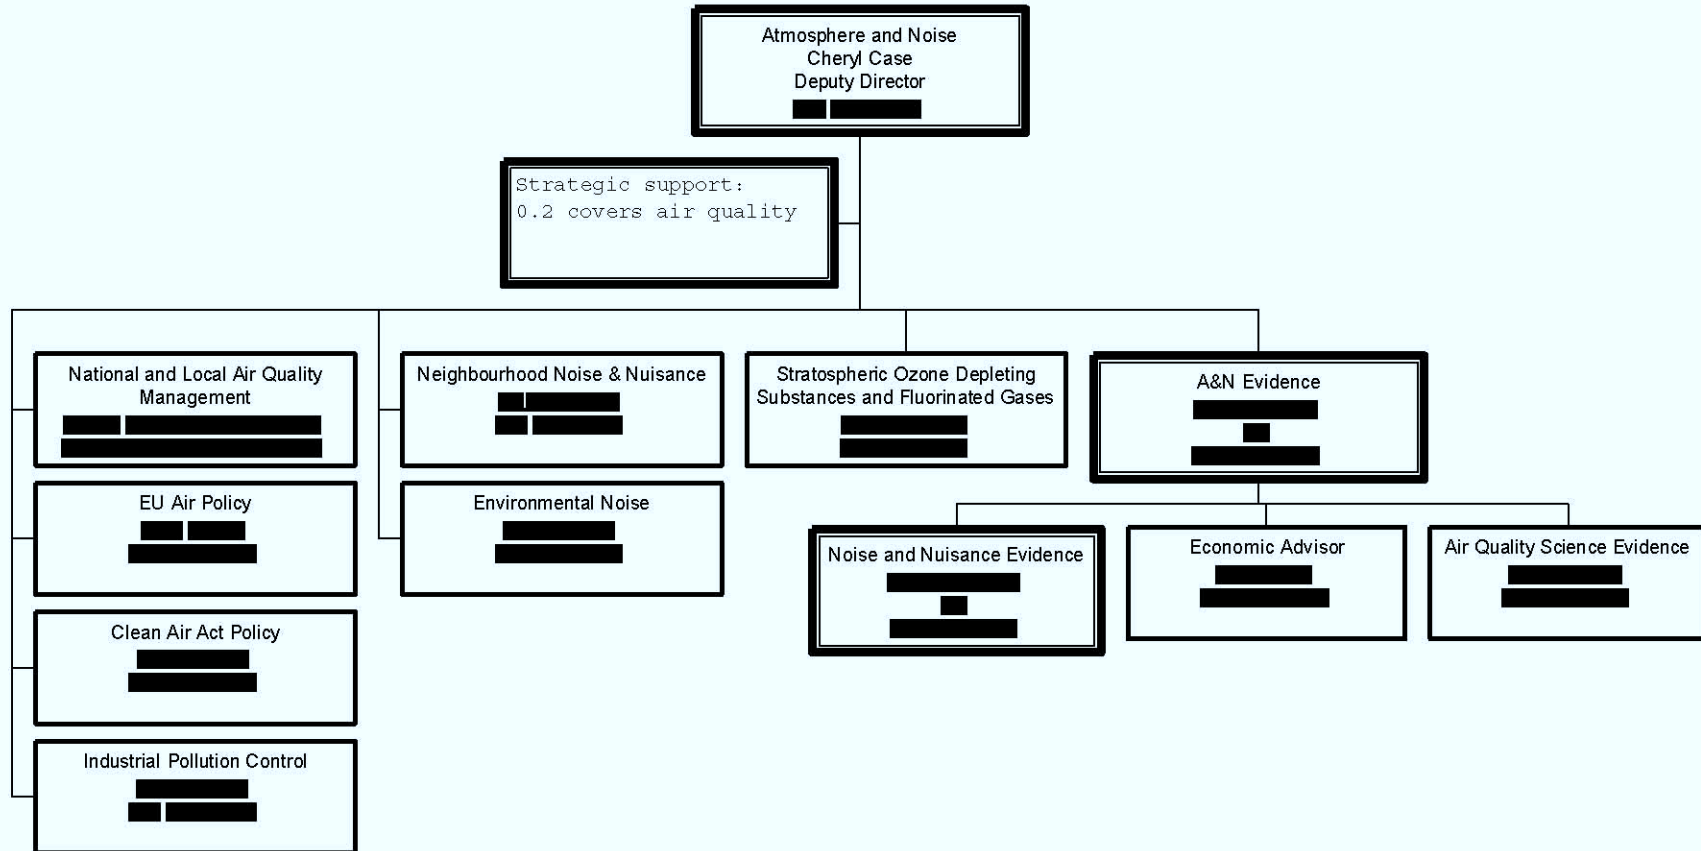 Atmosphere and Noise
Cheryl Case
Deputy Director
Strategic support:
0.2 covers air quality
National and Local Air Quality
Management
Neighbourhood Noise & Nuisance
Stratospheric Ozone Depleting
Substances and Fluorinated Gases
A&N Evidence
EU Air Policy
Environmental Noise
Noise and Nuisance Evidence
Economic Advisor
Air Quality Science Evidence
Clean Air Act Policy
Industrial Pollution Control